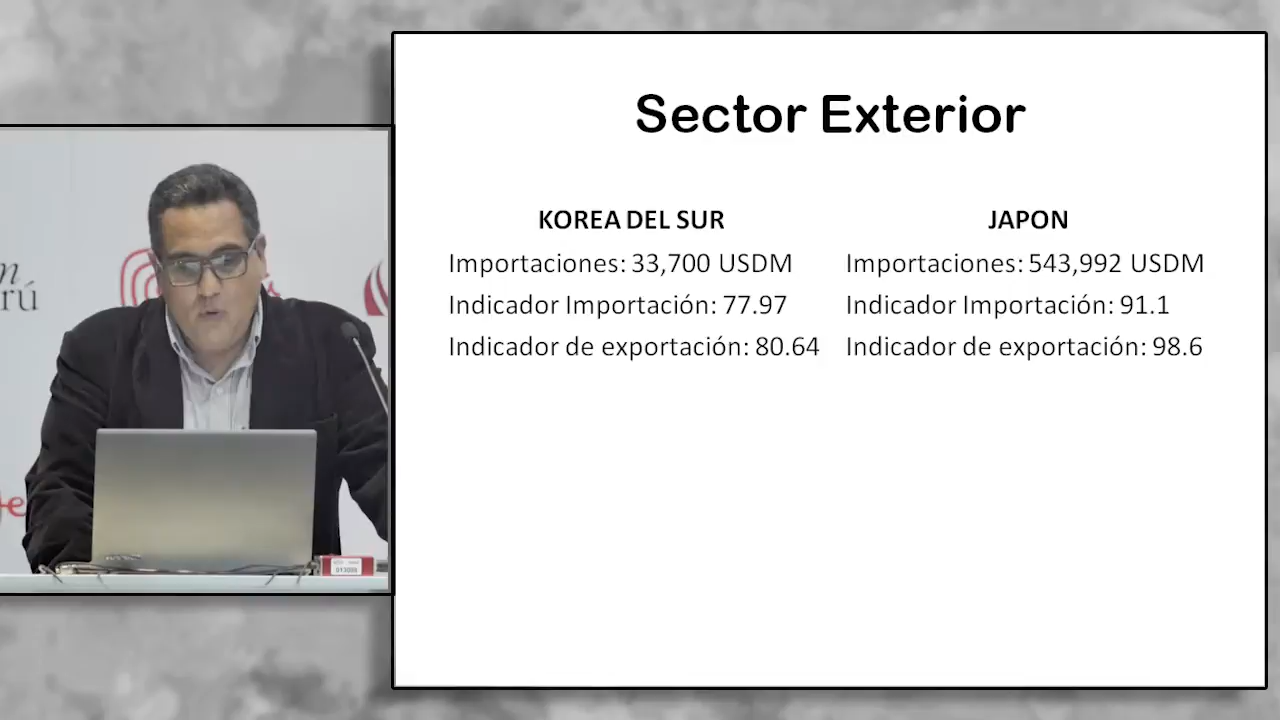 Sector Exterior
KOREA DEL SUR
Importaciones: 33,700 USDM
Indicador Importación: 77.97
Indicador de exportación: 80.64
JAPON
Importaciones: 543,992 USDM
Indicador Importación: 91.1
Indicador de exportación: 98.6
013088